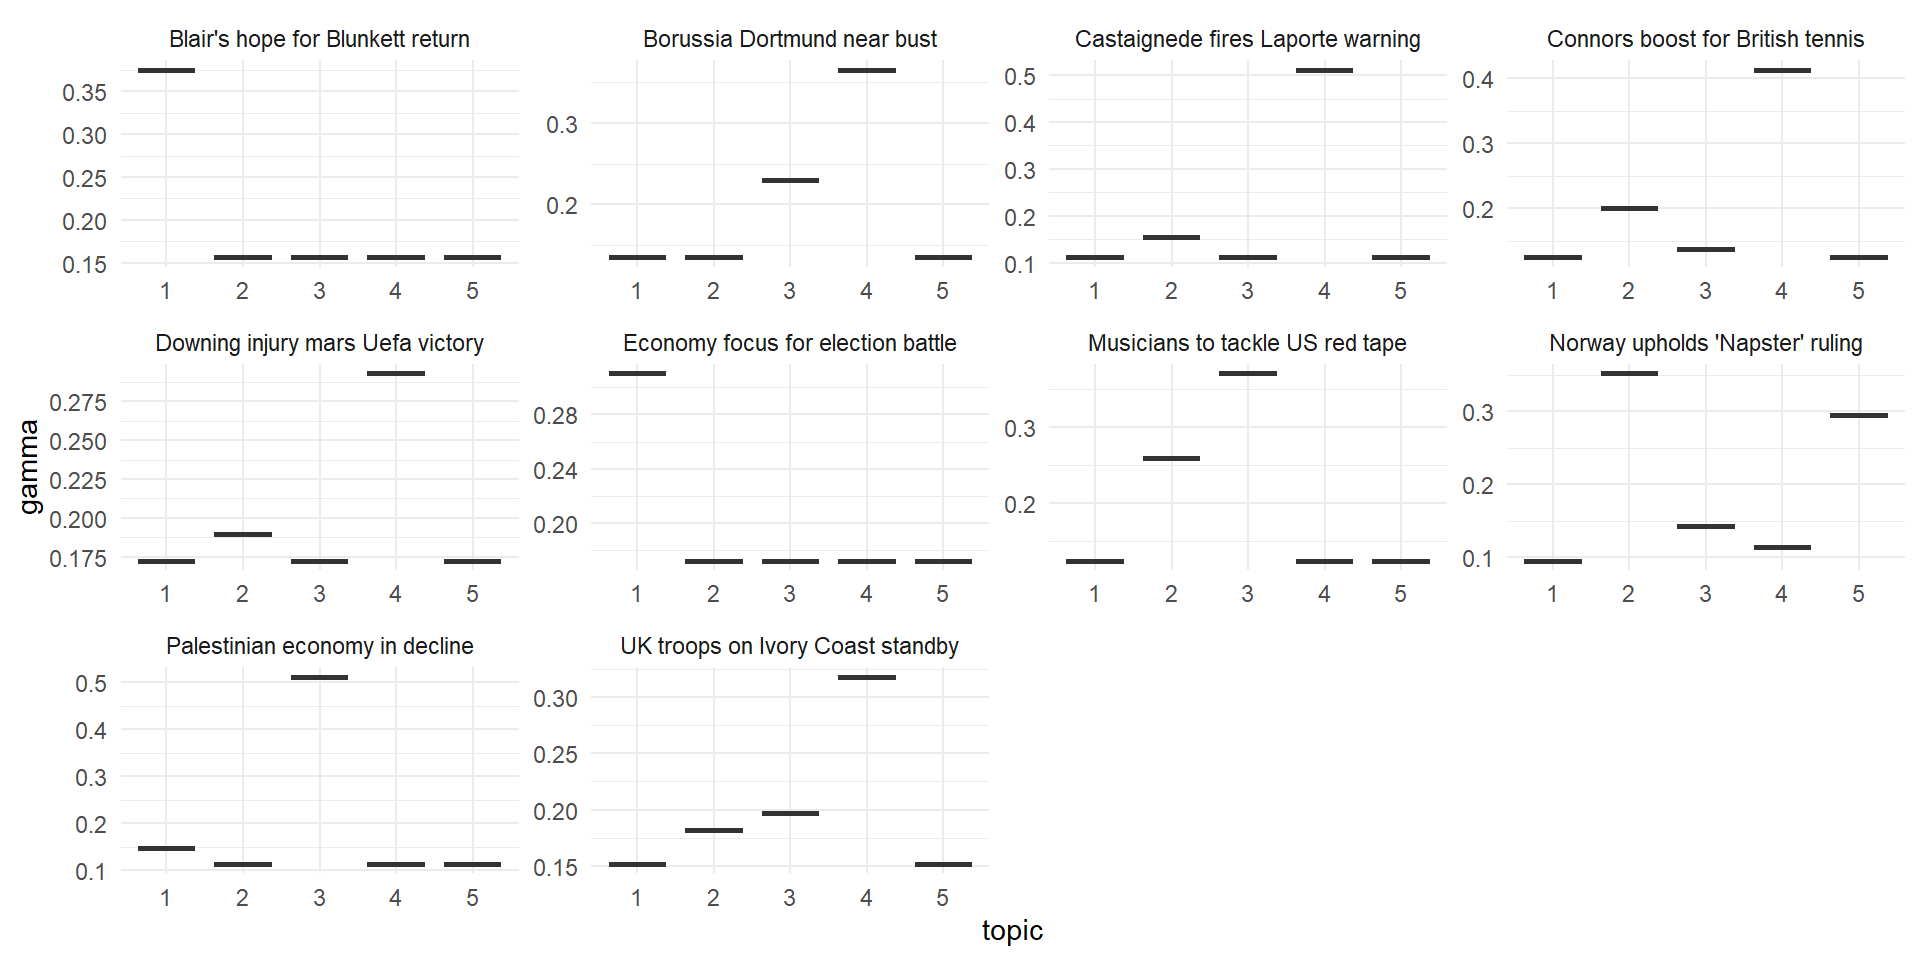 Blair's hope for Blunkett return
Borussia Dortmund near bust
Castaignede fires Laporte warning
Connors boost for British tennis
0.35
0.30
0.25
0.20
0.15
0.3
0.2
0.5
0.4
0.3
0.2
0.1
0.4
0.3
0.2
1 2 3 4 5
1 2 3 4 5
1 2 3 4 5
1 2 3 4 5
Downing injury mars Uefa victory
Economy focus for election battle
Musicians to tackle US red tape
Norway upholds 'Napster' ruling
gamma
0.275
0.250
0.225
0.200
0.175
0.28
0.24
0.20
0.3
0.2
0.3
0.2
0.1
1 2 3 4 5
1 2 3 4 5
1 2 3 4 5
1 2 3 4 5
Palestinian economy in decline
UK troops on Ivory Coast standby
0.5
0.4
0.3
0.2
0.1
0.30
0.25
0.20
0.15
1 2 3 4 5
1 2 3 4 5
topic